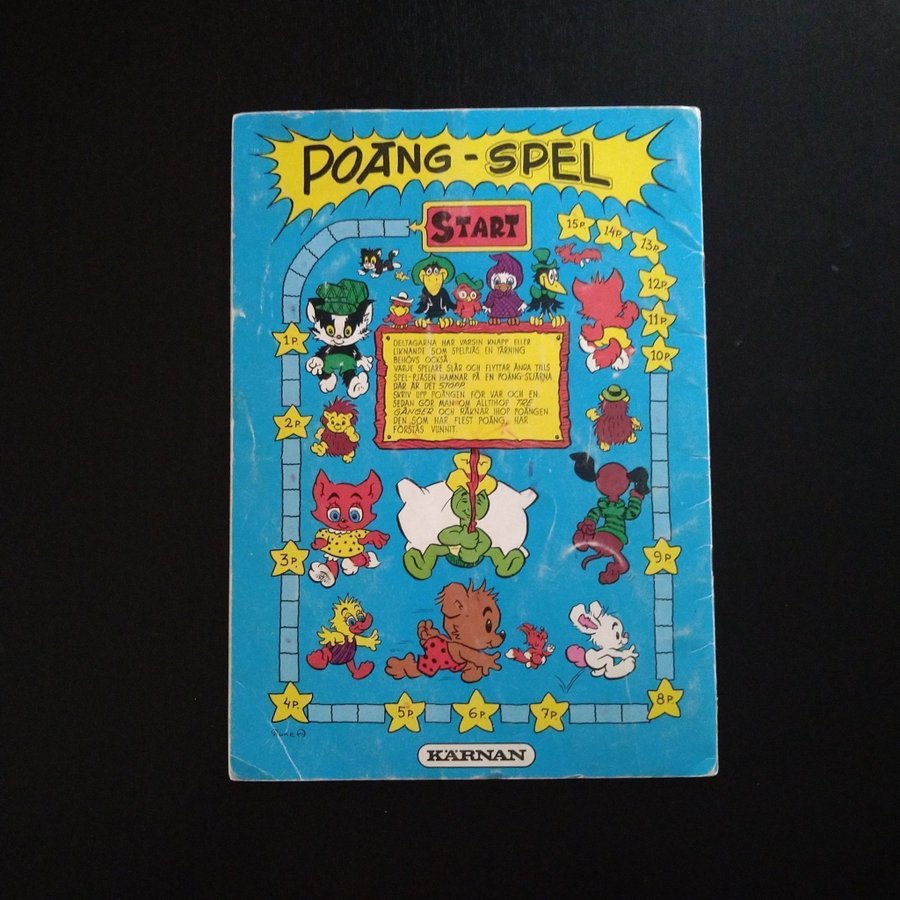 POÄNG - SPEL
START
15P. 14P. 13P.
12P.
11P.
10P.
1P.
DELTAGARNA HAR VARSIN KNAPP ELLER
LIKNANDE SOM SPELPJÄS. EN TÄRNING
BEHÖVS OCKSÅ.
VARJE SPELARE SLÅR OCH FLYTTAR ÄNDA TILLS
SPEL-PJÄSEN HAMNAR PÅ EN POÄNG-STJÄRNA
DÄR ÄR DET STOPP.
SKRIV UPP POÄNGEN FÖR VAR OCH EN.
SEDAN GÖR MAN OM ALLTIHOP TRE
GÅNGER OCH RÄKNAR IHOP POÄNGEN.
DEN SOM HAR FLEST POÄNG, HAR
FÖRSTÅS VUNNIT.
2P.
3P.
9P.
4P.
5P.
6P.
7P.
8P.
RUNE A
KÄRNAN